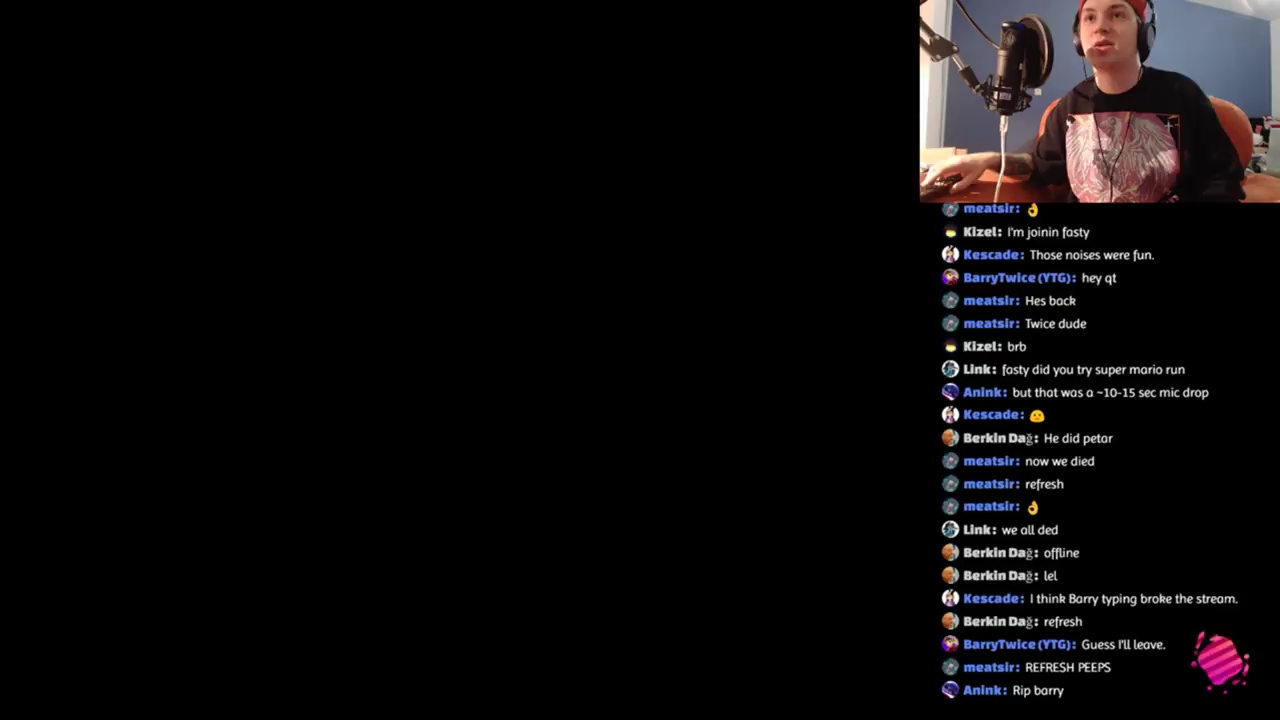 meatsir: 👌
Kizel: I'm joinin fasty
Kescade: Those noises were fun.
BarryTwice (YTG): hey qt
meatsir: Hes back
meatsir: Twice dude
Kizel: brb
Link: fasty did you try super mario run
Anink: but that was a ~10-15 sec mic drop
Kescade: 😶
Berkin Dağ: He did petar
meatsir: now we died
meatsir: refresh
meatsir: 👌
Link: we all ded
Berkin Dağ: offline
Berkin Dağ: lel
Kescade: I think Barry typing broke the stream.
Berkin Dağ: refresh
BarryTwice (YTG): Guess I'll leave.
meatsir: REFRESH PEEPS
Anink: Rip barry